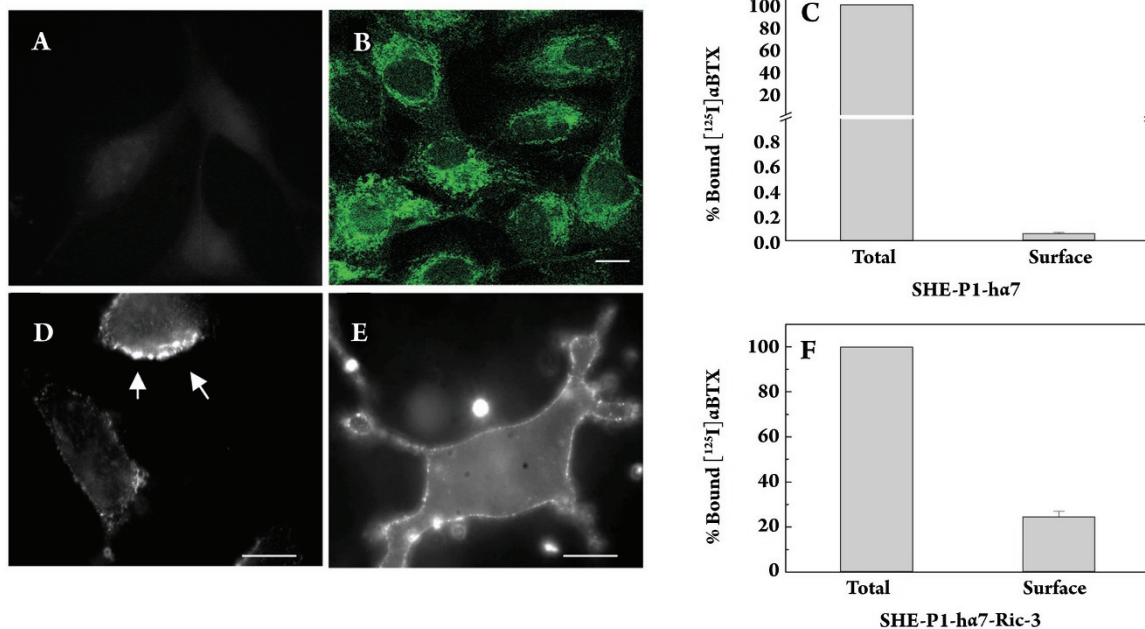 A
B
C
% Bound [¹²⁵I]αBTX
100
80
60
40
20
0.8
0.6
0.4
0.2
0.0
Total
Surface
SHE-P1-hα7
D
E
F
% Bound [¹²⁵I]αBTX
100
80
60
40
20
0
Total
Surface
SHE-P1-hα7-Ric-3